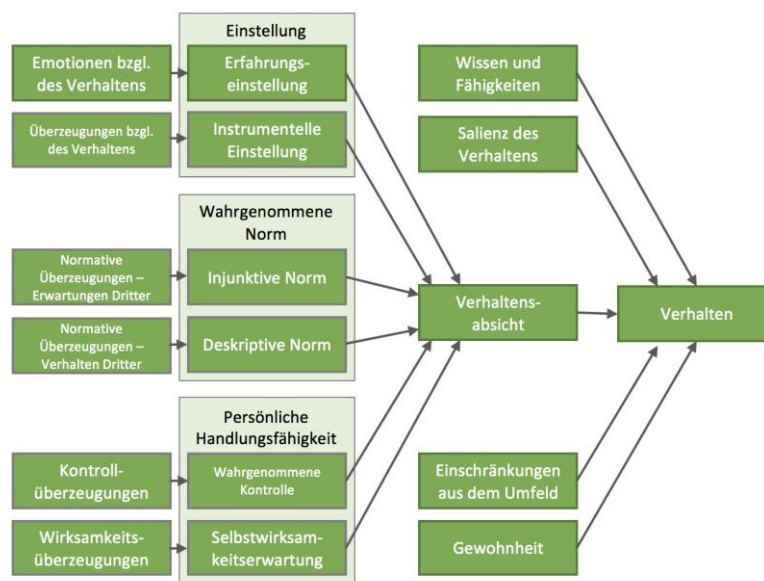 Einstellung
Emotionen bzgl.
des Verhaltens
Erfahrungs-
einstellung
Überzeugungen bzgl.
des Verhaltens
Instrumentelle
Einstellung
Wahrgenommene
Norm
Normative
Überzeugungen –
Erwartungen Dritter
Injunktive Norm
Normative
Überzeugungen –
Verhalten Dritter
Deskriptive Norm
Persönliche
Handlungsfähigkeit
Kontroll-
überzeugungen
Wahrgenommene
Kontrolle
Wirksamkeits-
überzeugungen
Selbstwirksam-
keitserwartung
Wissen und
Fähigkeiten
Salienz des
Verhaltens
Verhaltens-
absicht
Verhalten
Einschränkungen
aus dem Umfeld
Gewohnheit